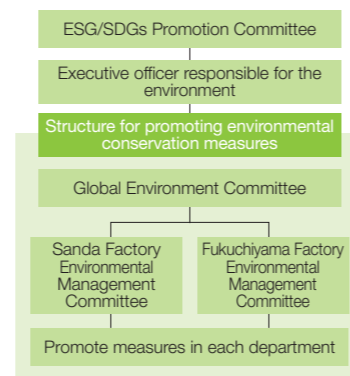 ESG/SDGs Promotion Committee
Executive officer responsible for the
environment
Structure for promoting environmental
conservation measures
Global Environment Committee
Sanda Factory
Environmental
Management
Committee
Fukuchiyama Factory
Environmental
Management
Committee
Promote measures in each department